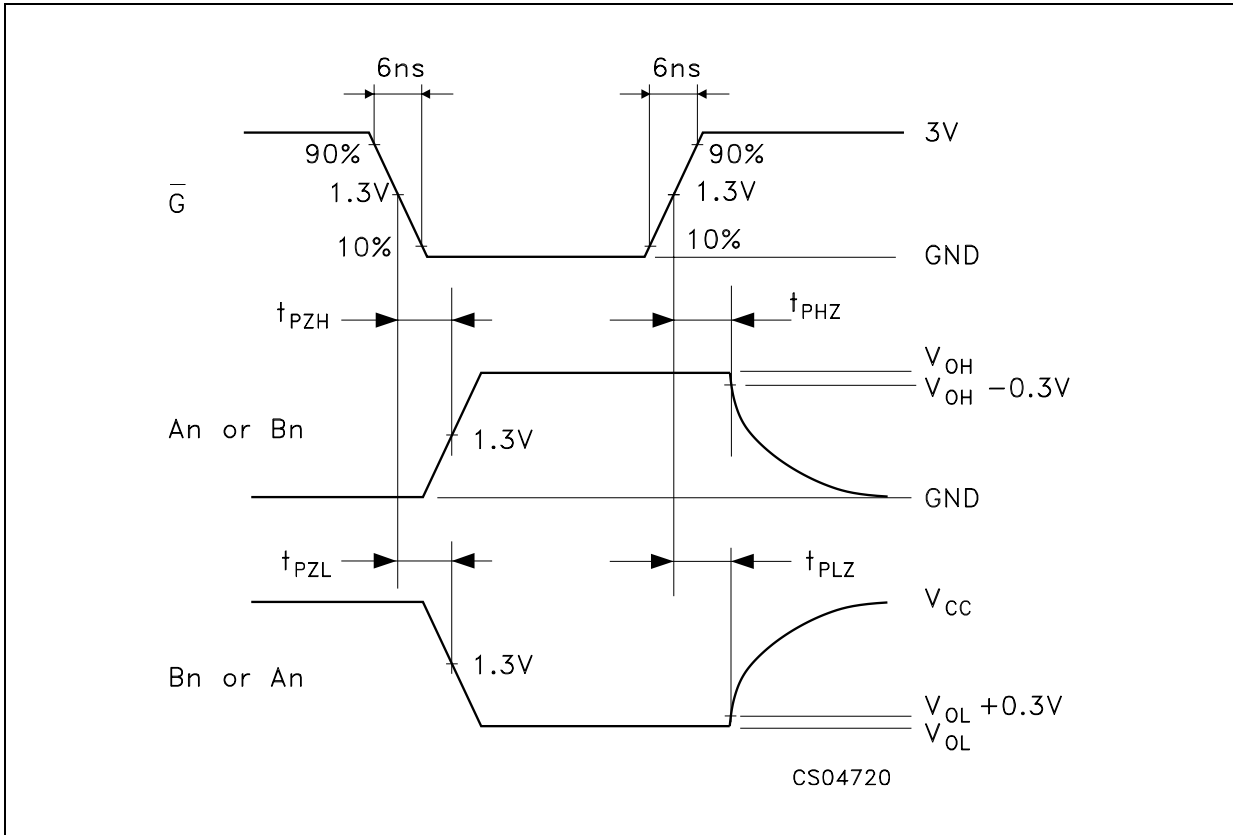 6ns 6ns
3V
90% 90%
1.3V 1.3V
G̅
10% 10%
GND
tPZH tPHZ
VOH
VOH −0.3V
An or Bn 1.3V
GND
tPZL tPLZ
VCC
1.3V
Bn or An
VOL +0.3V
VOL
CS04720